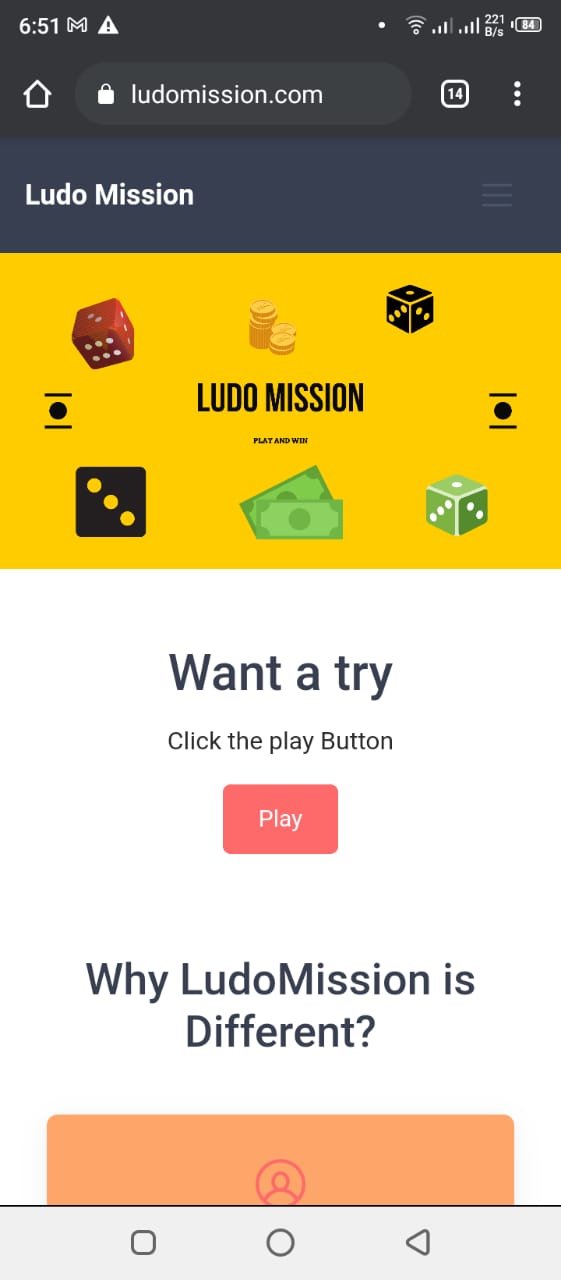 6:51
221
B/s
84
ludomission.com
14
Ludo Mission
LUDO MISSION
PLAY AND WIN
Want a try
Click the play Button
Play
Why LudoMission is
Different?